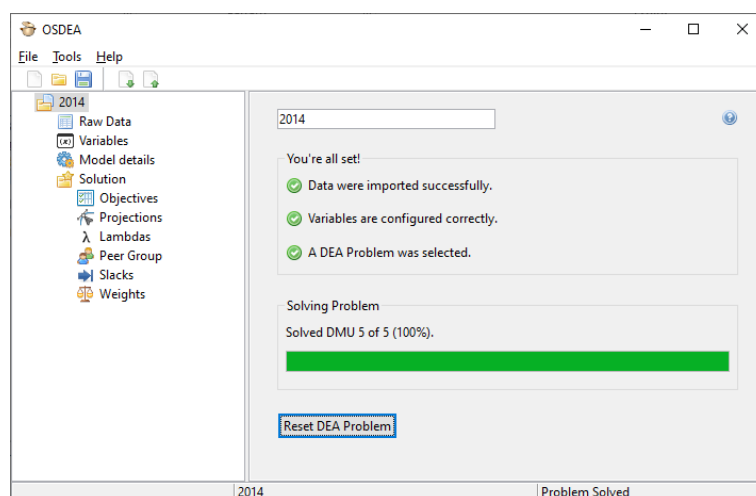 OSDEA
File Tools Help
2014
Raw Data
(x) Variables
Model details
Solution
Objectives
Projections
λ Lambdas
Peer Group
Slacks
Weights
2014
You're all set!
Data were imported successfully.
Variables are configured correctly.
A DEA Problem was selected.
Solving Problem
Solved DMU 5 of 5 (100%).
Reset DEA Problem
2014 Problem Solved